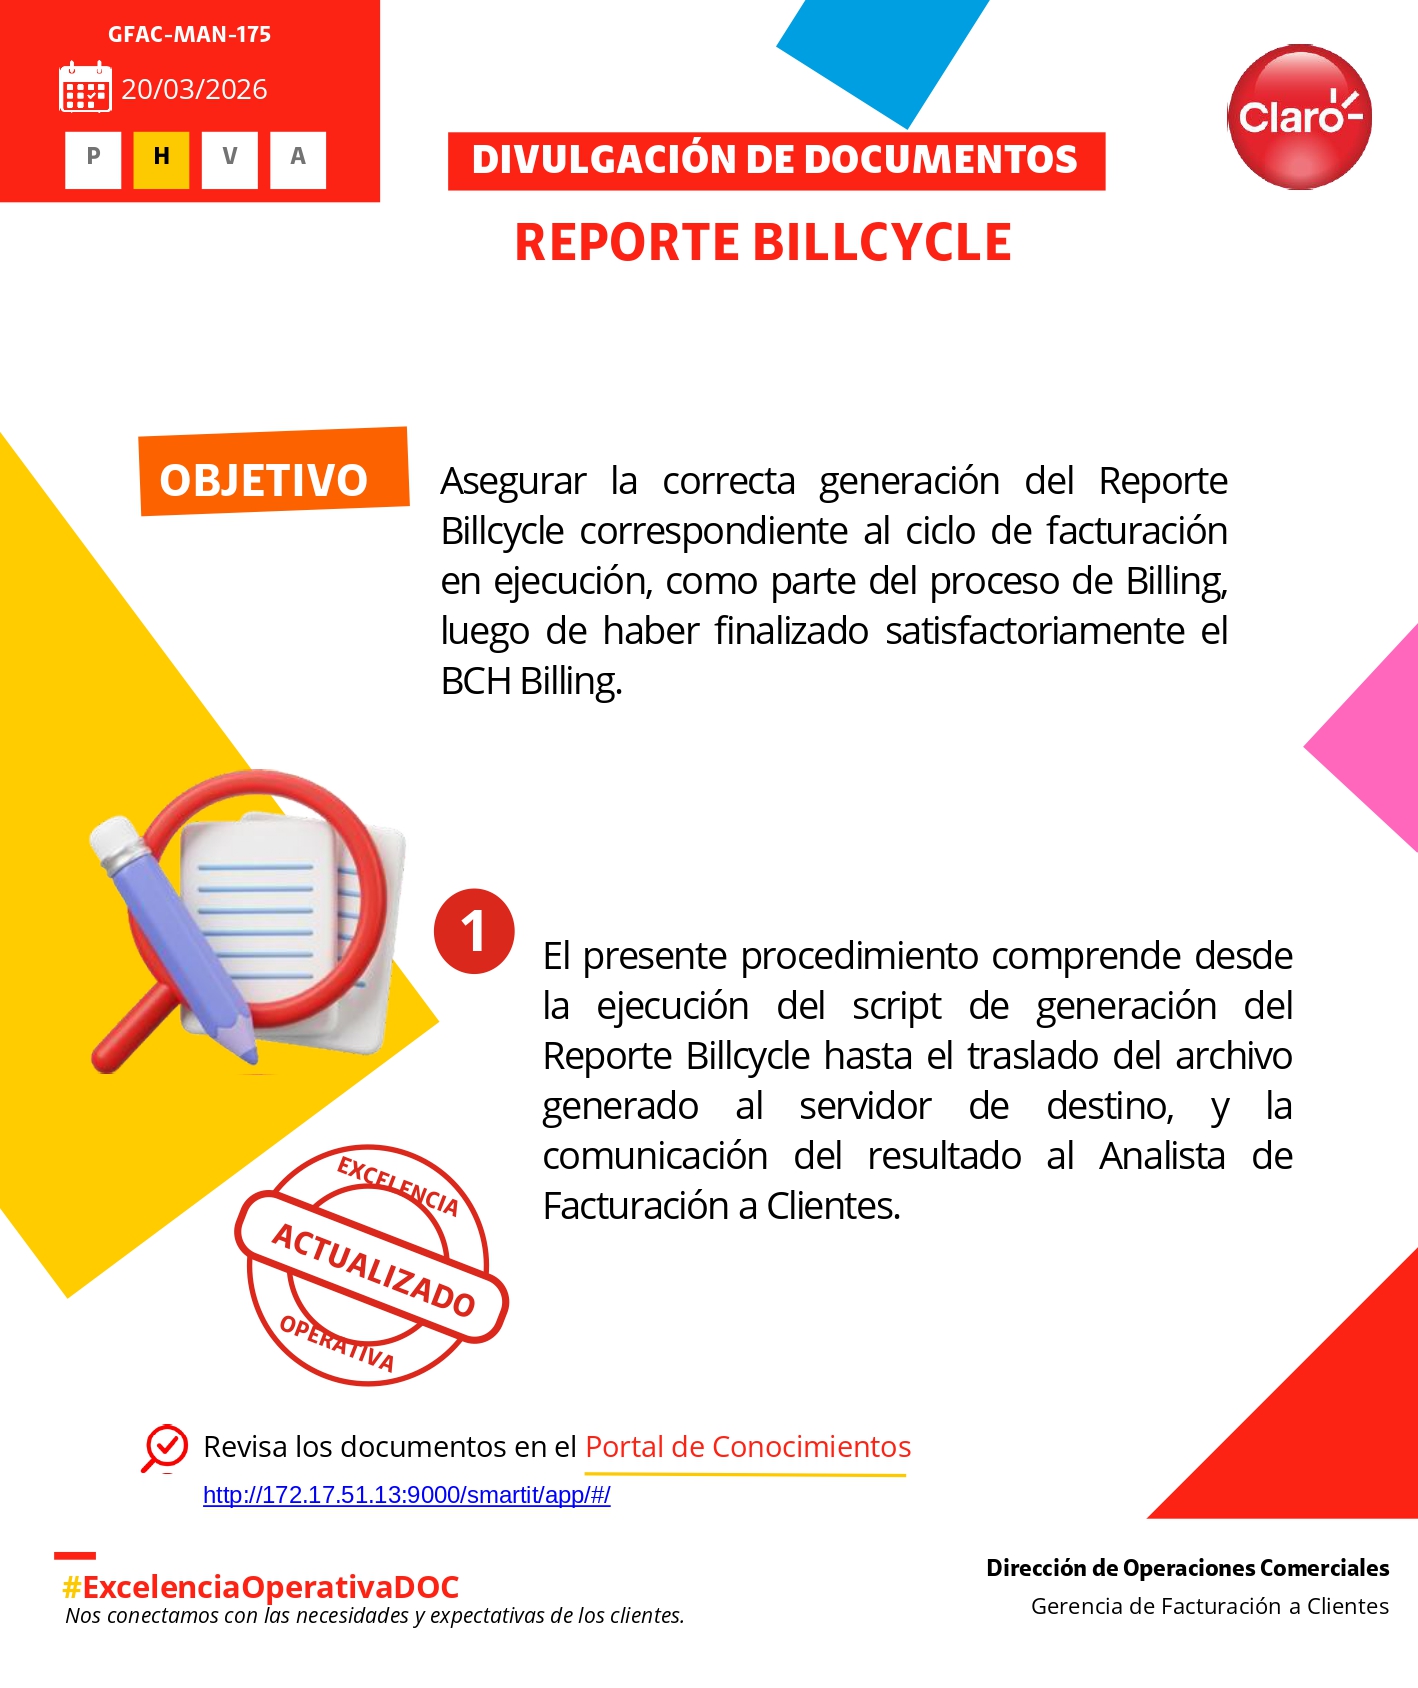 GFAC-MAN-175
20/03/2026
P H V A
Claro
DIVULGACIÓN DE DOCUMENTOS
REPORTE BILLCYCLE
OBJETIVO
Asegurar la correcta generación del Reporte
Billcycle correspondiente al ciclo de facturación
en ejecución, como parte del proceso de Billing,
luego de haber finalizado satisfactoriamente el
BCH Billing.
1
El presente procedimiento comprende desde
la ejecución del script de generación del
Reporte Billcycle hasta el traslado del archivo
generado al servidor de destino, y la
comunicación del resultado al Analista de
Facturación a Clientes.
EXCELENCIA
ACTUALIZADO
OPERATIVA
Revisa los documentos en el Portal de Conocimientos
http://172.17.51.13:9000/smartit/app/#/
#ExcelenciaOperativaDOC
Nos conectamos con las necesidades y expectativas de los clientes.
Dirección de Operaciones Comerciales
Gerencia de Facturación a Clientes